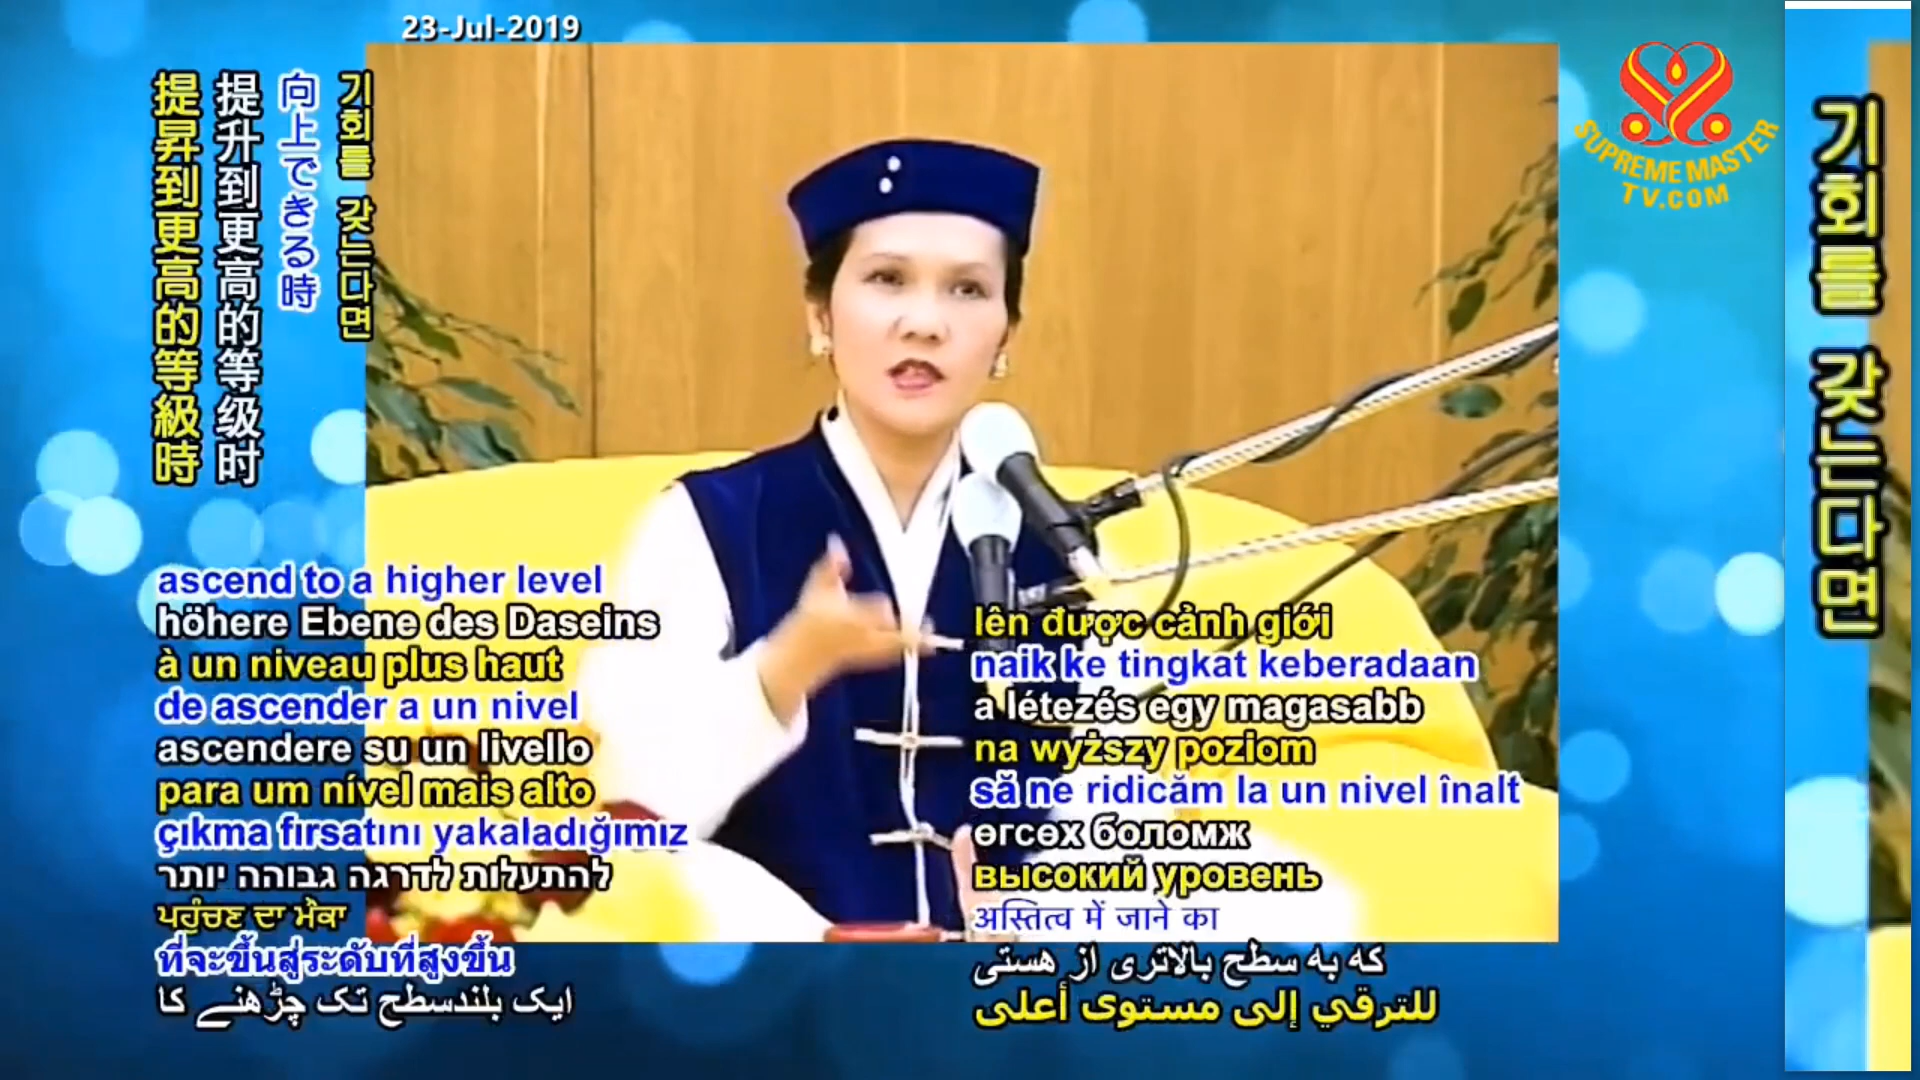 23-Jul-2019
기회를 갖는다면
向上できる時
提升到更高的等级时
提昇到更高的等級時
SUPREME MASTER
TV.COM
기회를 갖는다면
ascend to a higher level
höhere Ebene des Daseins
à un niveau plus haut
de ascender a un nivel
ascendere su un livello
para um nível mais alto
çıkma fırsatını yakaladığımız
להתעלות לדרגה גבוהה יותר
ਪਹੁੰਚਣ ਦਾ ਮੌਕਾ
ที่จะขึ้นสู่ระดับที่สูงขึ้น
ایک بلندسطح تک چڑھنے کا
lên được cảnh giới
naik ke tingkat keberadaan
a létezés egy magasabb
na wyższy poziom
să ne ridicăm la un nivel înalt
өгсөх боломж
высокий уровень
अस्तित्व में जाने का
که به سطح بالاتری از هستی
للترقي إلى مستوى أعلى